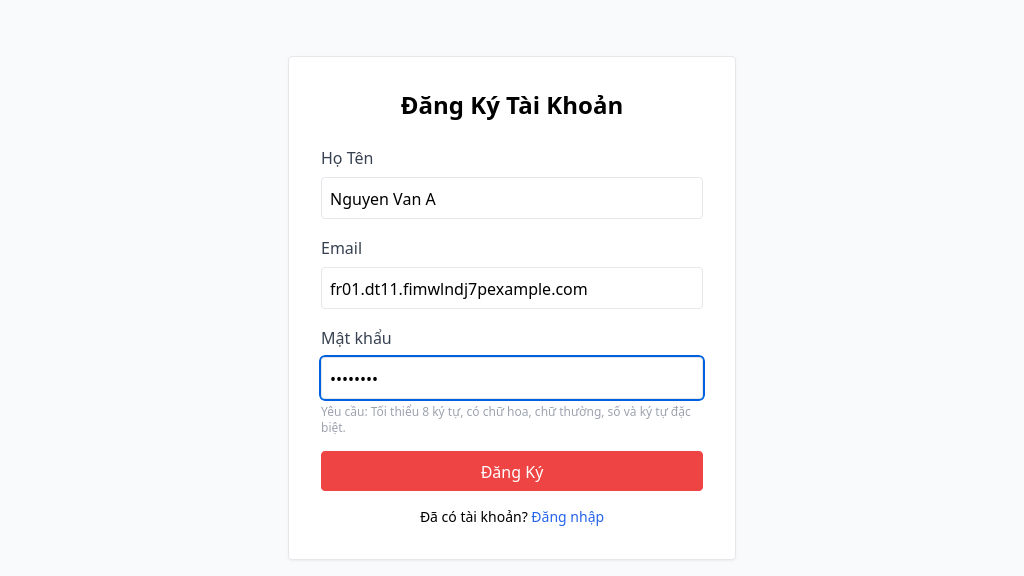 Đăng Ký Tài Khoản
Họ Tên
Nguyen Van A
Email
fr01.dt11.fimwlndj7pexample.com
Mật khẩu
••••••••
Yêu cầu: Tối thiểu 8 ký tự, có chữ hoa, chữ thường, số và ký tự đặc
biệt.
Đăng Ký
Đã có tài khoản? Đăng nhập